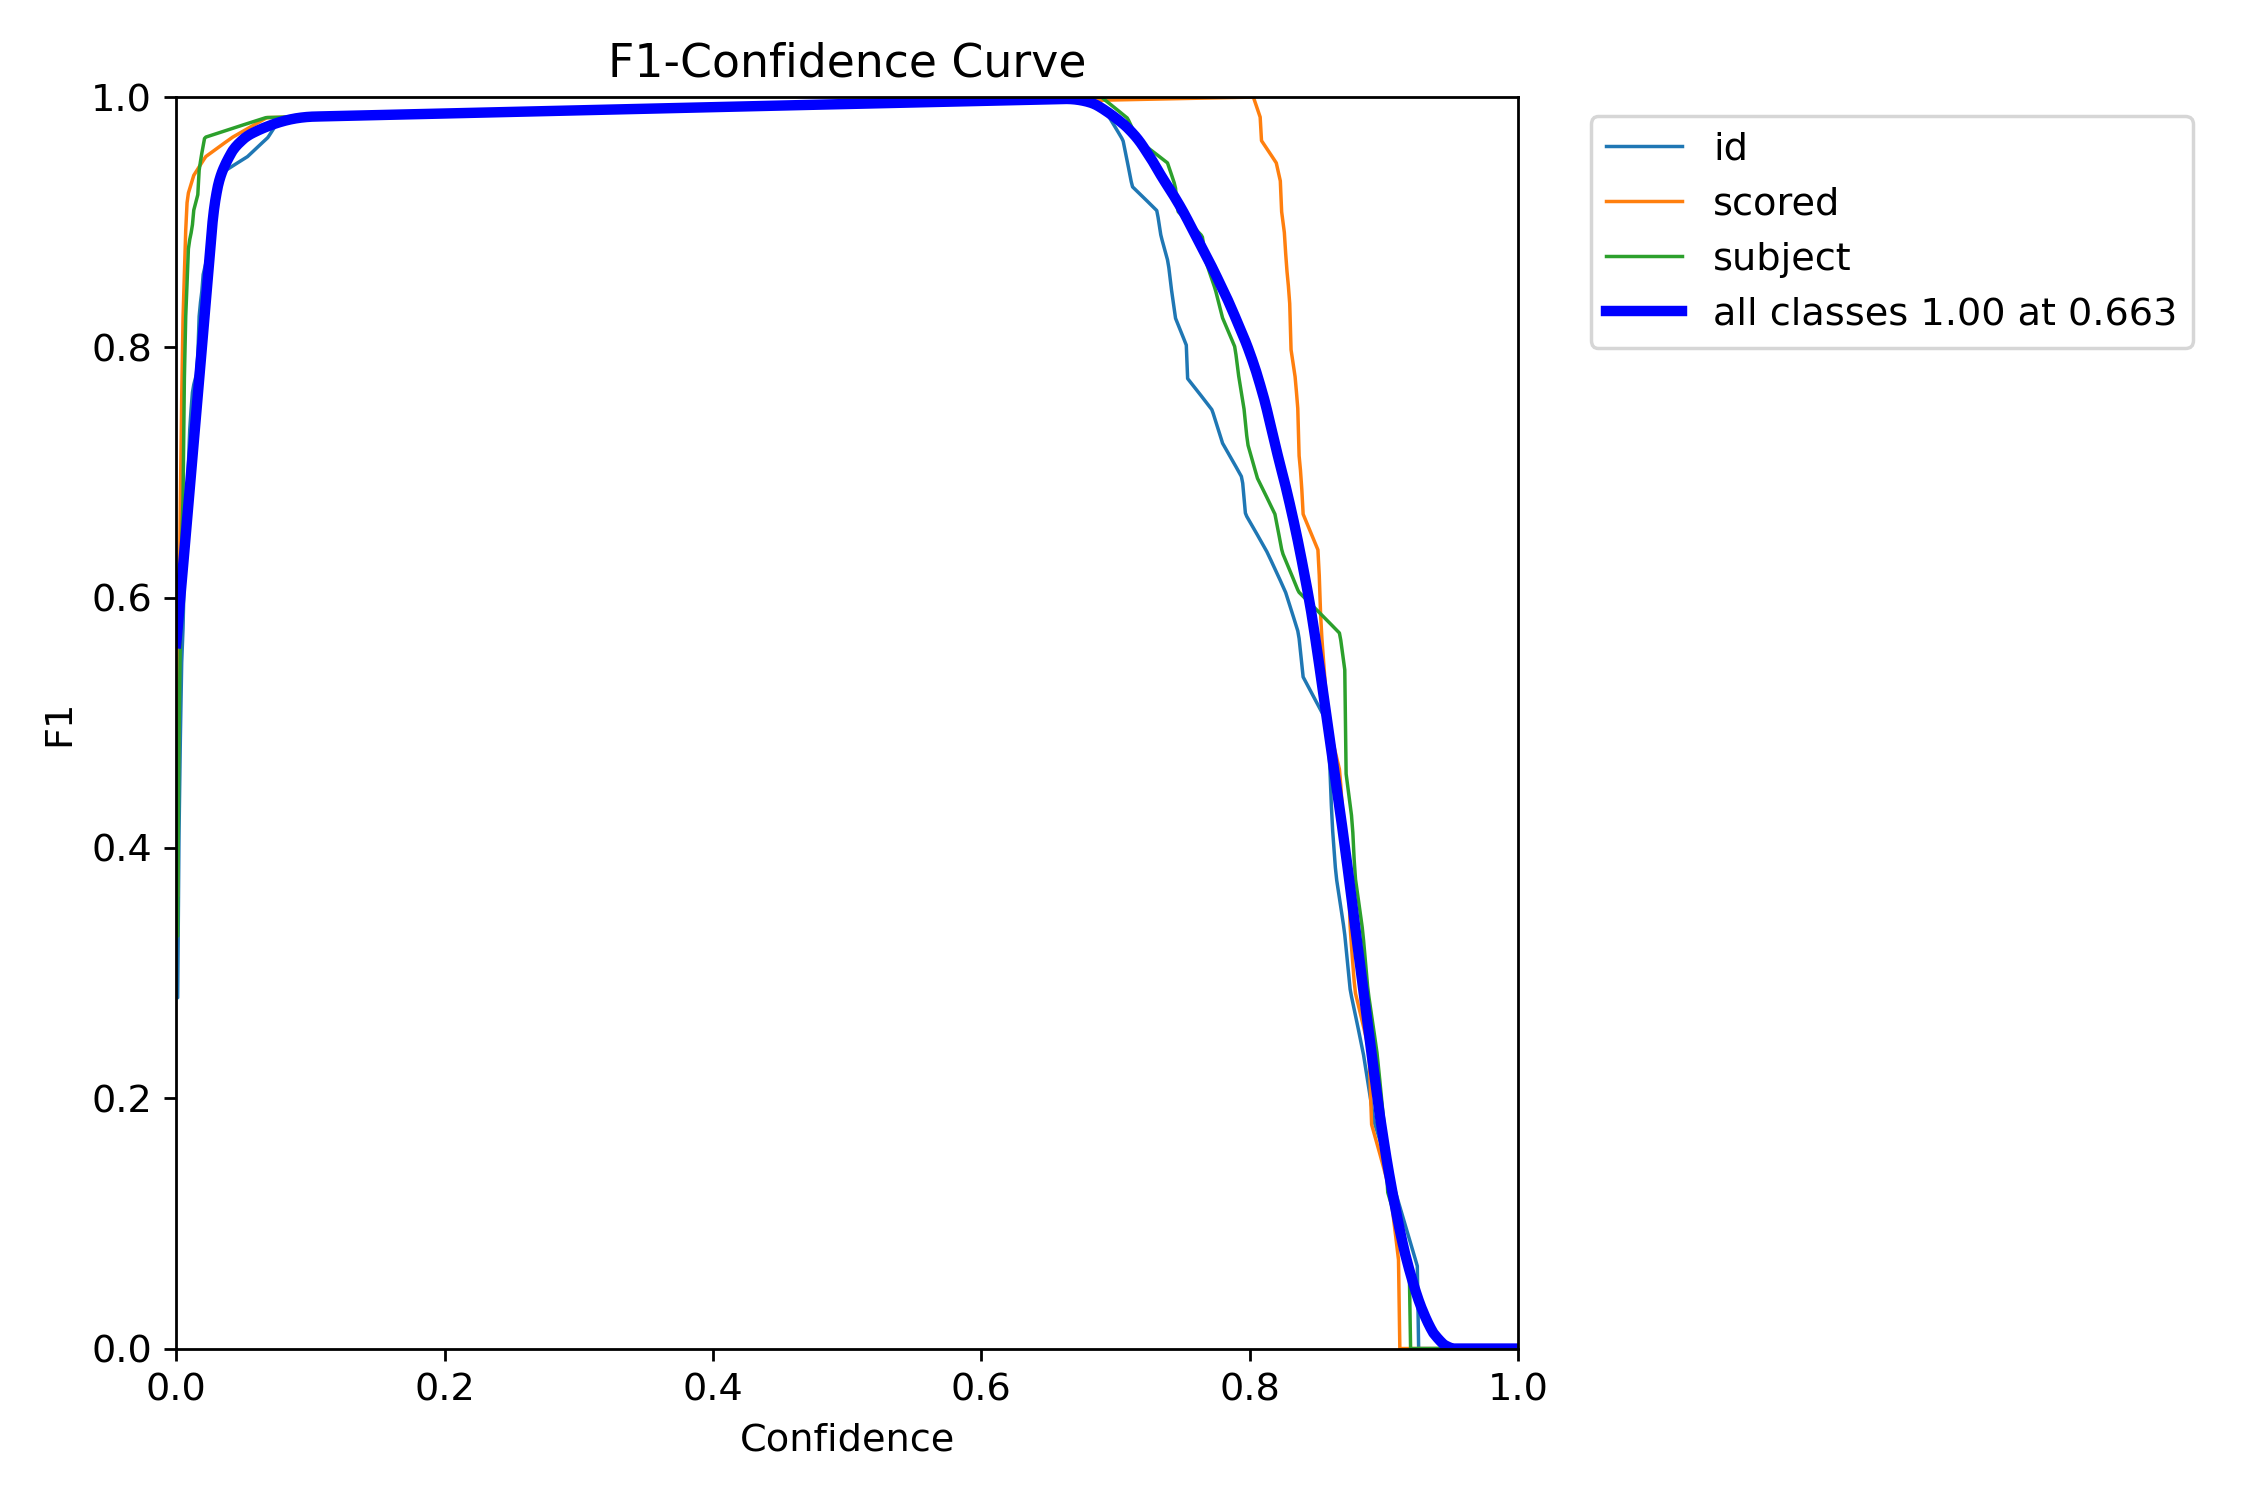 F1-Confidence Curve
1.0
0.8
0.6
0.4
0.2
0.0
F1
0.0 0.2 0.4 0.6 0.8 1.0
Confidence
id
scored
subject
all classes 1.00 at 0.663